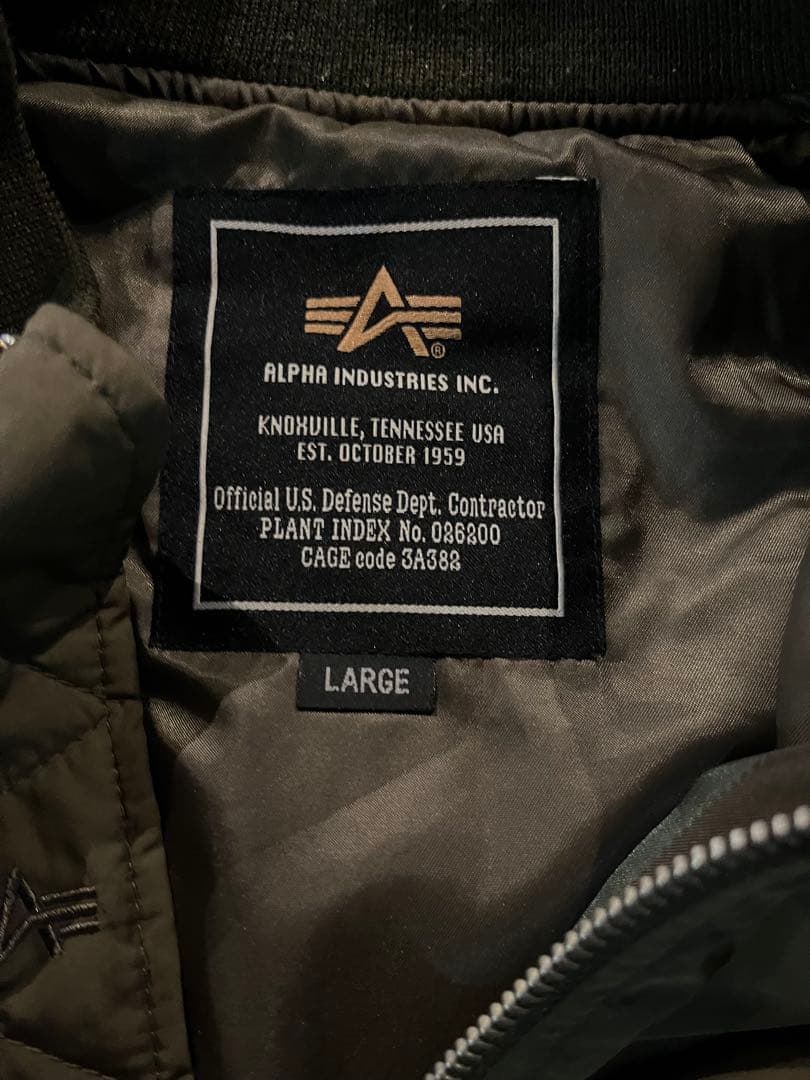 ®
ALPHA INDUSTRIES INC.
KNOXVILLE, TENNESSEE USA
EST. OCTOBER 1959
Official U.S. Defense Dept. Contractor
PLANT INDEX No. 026200
CAGE code 3A382
LARGE